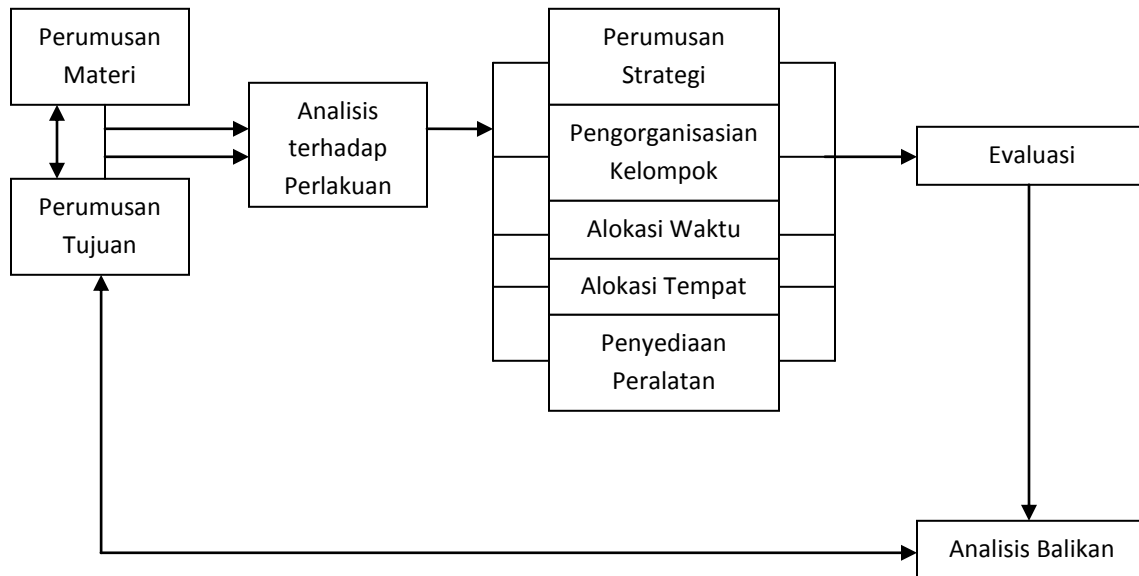 Perumusan
Materi
Perumusan
Tujuan
Analisis
terhadap
Perlakuan
Perumusan
Strategi
Pengorganisasian
Kelompok
Alokasi Waktu
Alokasi Tempat
Penyediaan
Peralatan
Evaluasi
Analisis Balikan